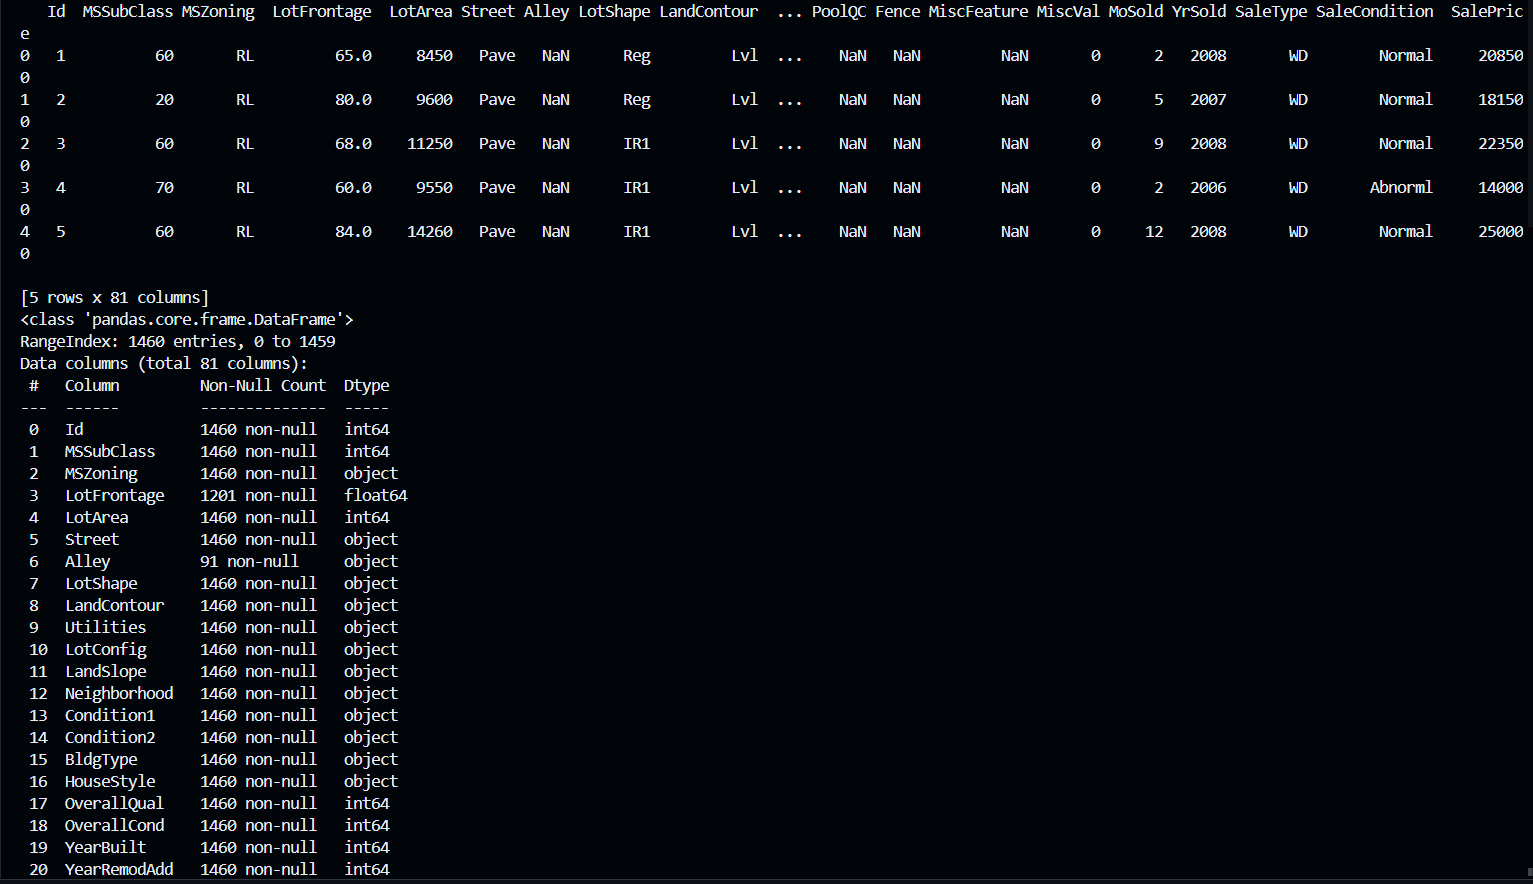 Id  MSSubClass MSZoning  LotFrontage  LotArea Street Alley LotShape LandContour  ... PoolQC Fence MiscFeature MiscVal MoSold YrSold SaleType SaleCondition  SalePric
e
0   1          60       RL         65.0     8450   Pave   NaN      Reg         Lvl  ...    NaN   NaN         NaN       0      2   2008       WD        Normal     20850
0
1   2          20       RL         80.0     9600   Pave   NaN      Reg         Lvl  ...    NaN   NaN         NaN       0      5   2007       WD        Normal     18150
0
2   3          60       RL         68.0    11250   Pave   NaN      IR1         Lvl  ...    NaN   NaN         NaN       0      9   2008       WD        Normal     22350
0
3   4          70       RL         60.0     9550   Pave   NaN      IR1         Lvl  ...    NaN   NaN         NaN       0      2   2006       WD       Abnorml     14000
0
4   5          60       RL         84.0    14260   Pave   NaN      IR1         Lvl  ...    NaN   NaN         NaN       0     12   2008       WD        Normal     25000
0

[5 rows x 81 columns]
<class 'pandas.core.frame.DataFrame'>
RangeIndex: 1460 entries, 0 to 1459
Data columns (total 81 columns):
 #   Column         Non-Null Count  Dtype
---  ------         --------------  -----
 0   Id             1460 non-null   int64
 1   MSSubClass     1460 non-null   int64
 2   MSZoning       1460 non-null   object
 3   LotFrontage    1201 non-null   float64
 4   LotArea        1460 non-null   int64
 5   Street         1460 non-null   object
 6   Alley          91 non-null     object
 7   LotShape       1460 non-null   object
 8   LandContour    1460 non-null   object
 9   Utilities      1460 non-null   object
 10  LotConfig      1460 non-null   object
 11  LandSlope      1460 non-null   object
 12  Neighborhood   1460 non-null   object
 13  Condition1     1460 non-null   object
 14  Condition2     1460 non-null   object
 15  BldgType       1460 non-null   object
 16  HouseStyle     1460 non-null   object
 17  OverallQual    1460 non-null   int64
 18  OverallCond    1460 non-null   int64
 19  YearBuilt      1460 non-null   int64
 20  YearRemodAdd   1460 non-null   int64